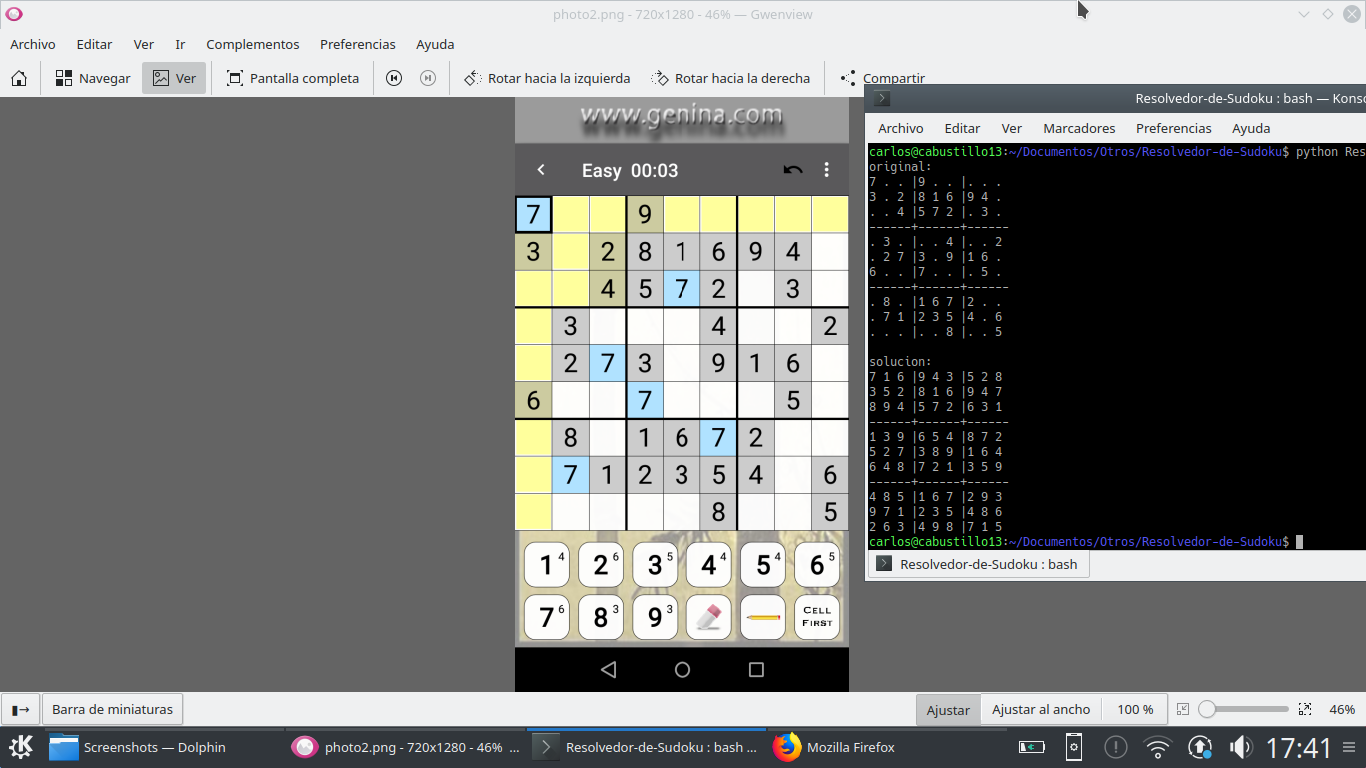 photo2.png - 720x1280 - 46% — Gwenview
Archivo Editar Ver Ir Complementos Preferencias Ayuda
Navegar Ver Pantalla completa Rotar hacia la izquierda Rotar hacia la derecha Compartir
www.genina.com
Easy 00:03
7 9
3 2 8 1 6 9 4
4 5 7 2 3
3 4 2
2 7 3 9 1 6
6 7 5
8 1 6 7 2
7 1 2 3 5 4 6
8 5
1 4 2 6 3 5 4 4 5 4 6 5
7 6 8 3 9 3 CELL
FIRST
Resolvedor-de-Sudoku : bash — Konso
Archivo Editar Ver Marcadores Preferencias Ayuda
carlos@cabustillo13:~/Documentos/Otros/Resolvedor-de-Sudoku$ python Res
original:
7 . . |9 . . |. . .
3 . 2 |8 1 6 |9 4 .
. . 4 |5 7 2 |. 3 .
------+------+------
. 3 . |. . 4 |. . 2
. 2 7 |3 . 9 |1 6 .
6 . . |7 . . |. 5 .
------+------+------
. 8 . |1 6 7 |2 . .
. 7 1 |2 3 5 |4 . 6
. . . |. . 8 |. . 5
solucion:
7 1 6 |9 4 3 |5 2 8
3 5 2 |8 1 6 |9 4 7
8 9 4 |5 7 2 |6 3 1
------+------+------
1 3 9 |6 5 4 |8 7 2
5 2 7 |3 8 9 |1 6 4
6 4 8 |7 2 1 |3 5 9
------+------+------
4 8 5 |1 6 7 |2 9 3
9 7 1 |2 3 5 |4 8 6
2 6 3 |4 9 8 |7 1 5
carlos@cabustillo13:~/Documentos/Otros/Resolvedor-de-Sudoku$
Resolvedor-de-Sudoku : bash
Barra de miniaturas Ajustar Ajustar al ancho 100 % 46%
Screenshots — Dolphin photo2.png - 720x1280 - 46% ... Resolvedor-de-Sudoku : bash ... Mozilla Firefox 17:41